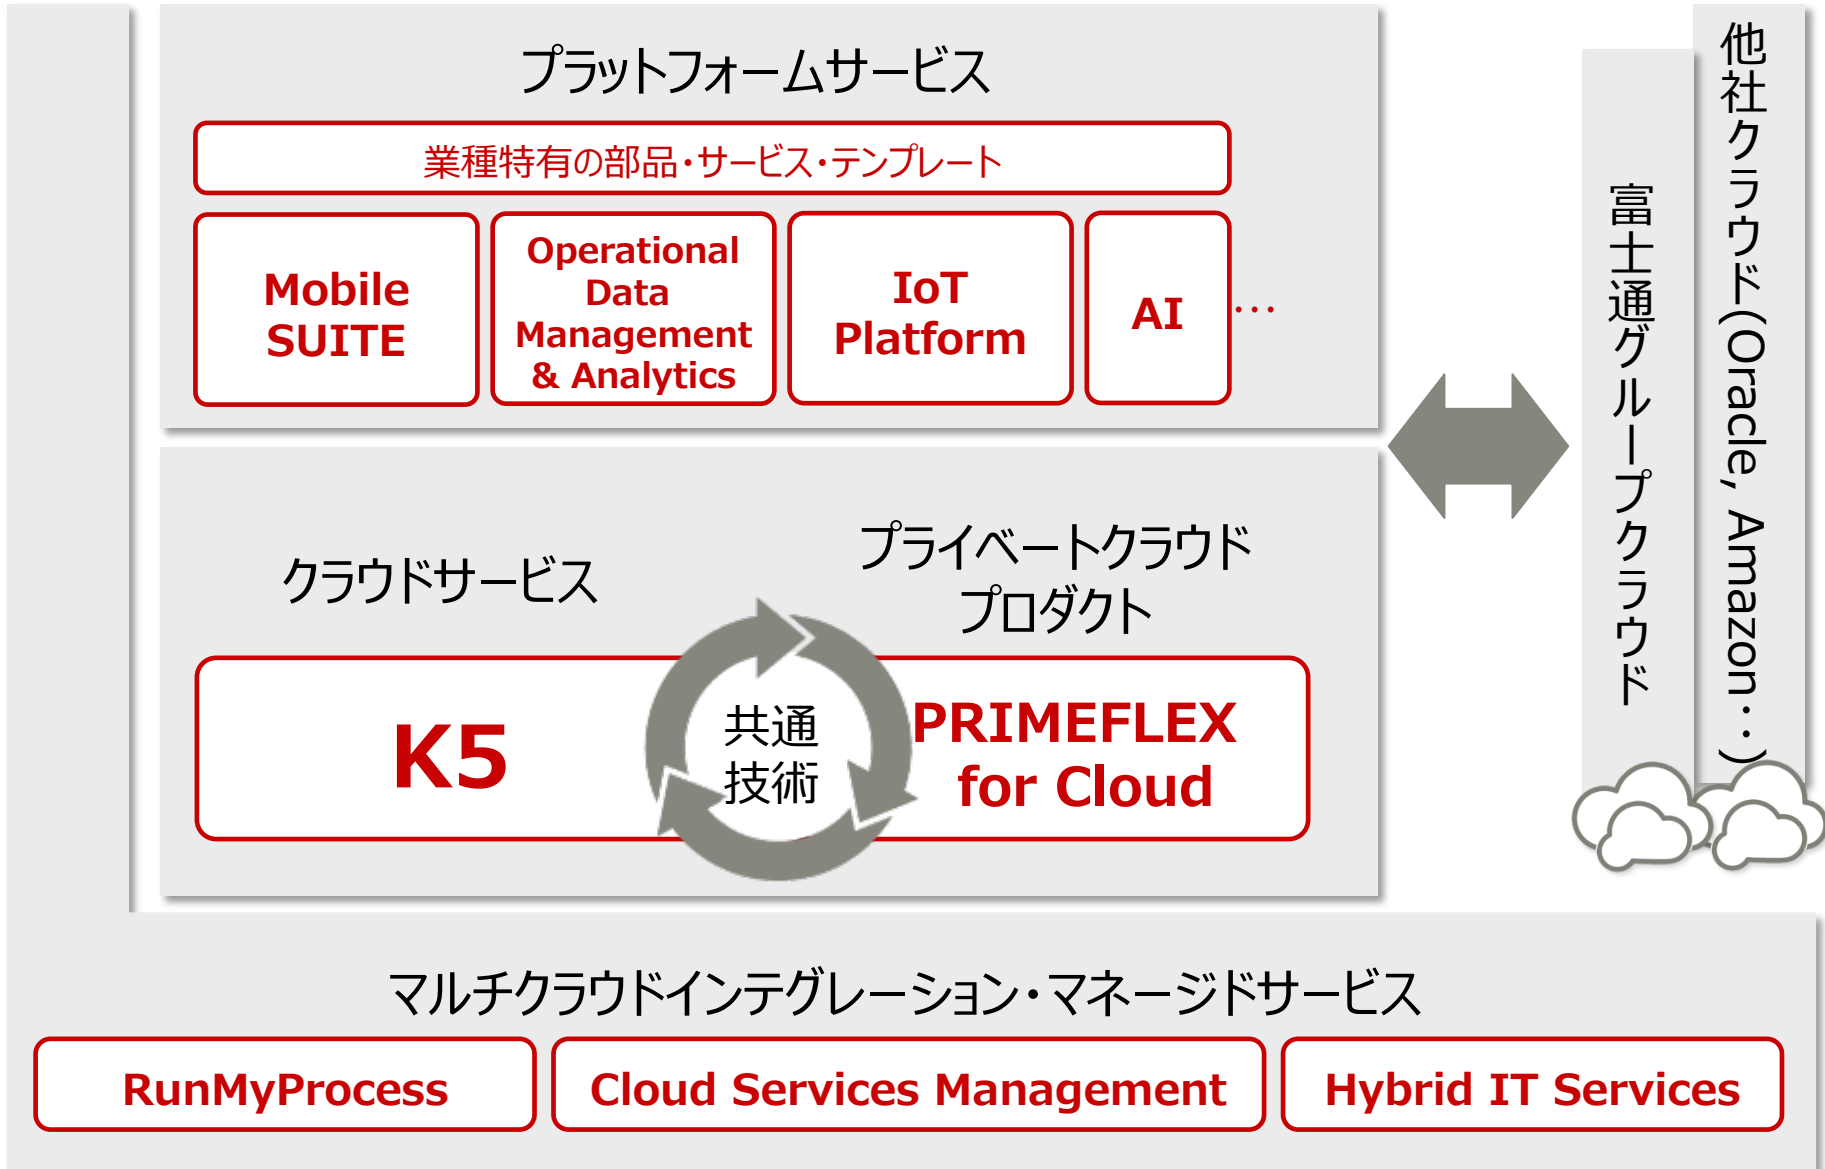 プラットフォームサービス
業種特有の部品・サービス・テンプレート
Mobile
SUITE
Operational
Data
Management
& Analytics
IoT
Platform
AI
…
クラウドサービス
プライベートクラウド
プロダクト
K5
共通
技術
PRIMEFLEX
for Cloud
富士通グループクラウド
他社クラウド(Oracle, Amazon・・)
マルチクラウドインテグレーション・マネージドサービス
RunMyProcess
Cloud Services Management
Hybrid IT Services